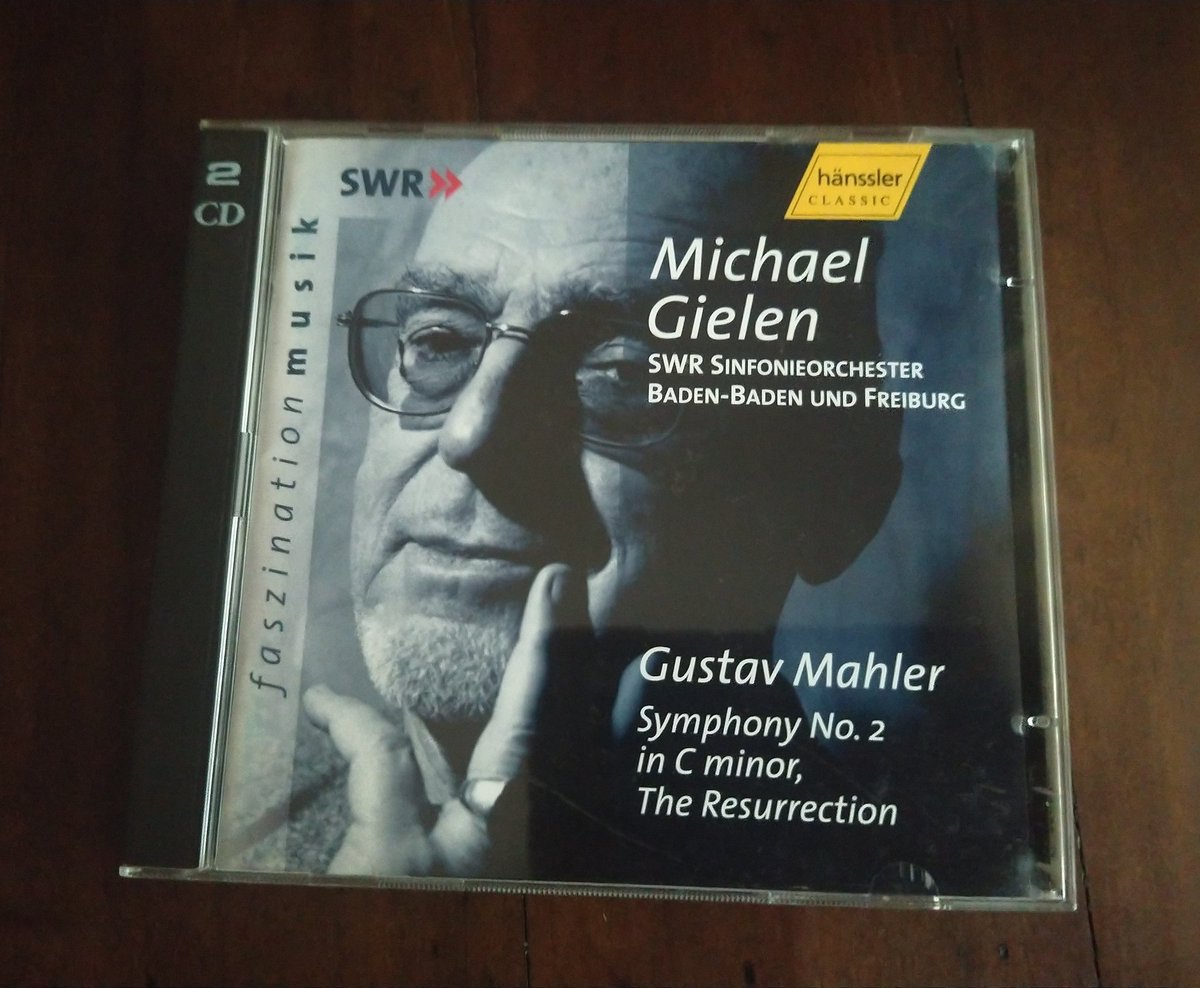 2
CD
faszination musik
SWR
hänssler
CLASSIC
Michael
Gielen
SWR SINFONIEORCHESTER
BADEN-BADEN UND FREIBURG
Gustav Mahler
Symphony No. 2
in C minor,
The Resurrection